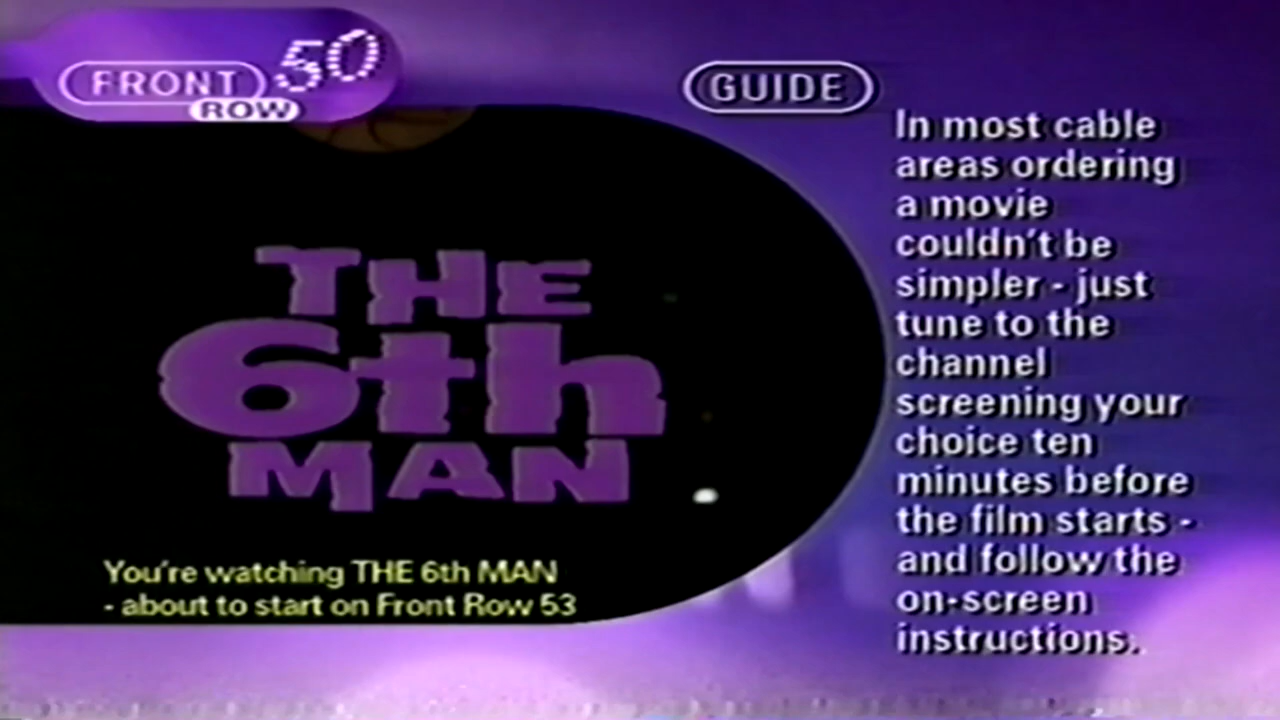 FRONT
ROW
50
GUIDE
In most cable
areas ordering
a movie
couldn't be
simpler - just
tune to the
channel
screening your
choice ten
minutes before
the film starts -
and follow the
on-screen
instructions.
THE
6th
MAN
You're watching THE 6th MAN
- about to start on Front Row 53